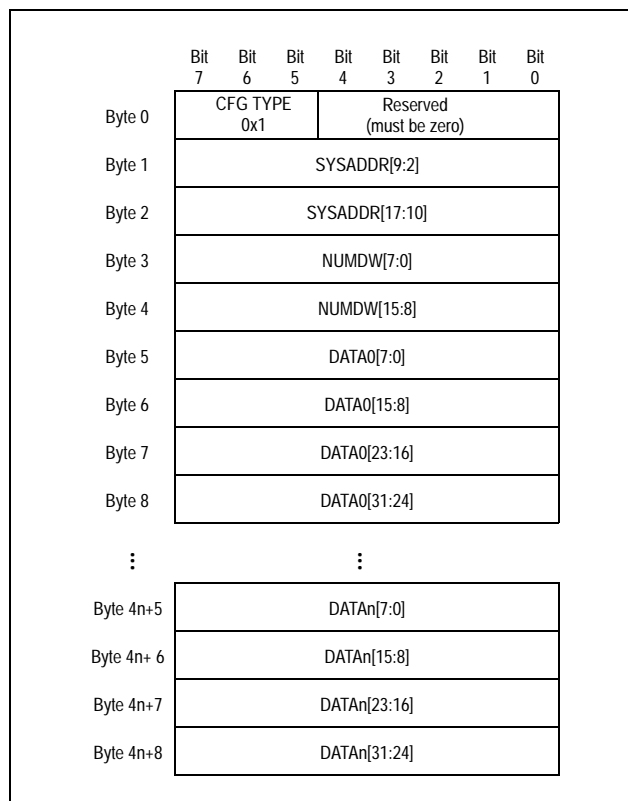 Bit Bit Bit Bit Bit Bit Bit Bit
7 6 5 4 3 2 1 0
Byte 0 CFG TYPE Reserved
0x1 (must be zero)
Byte 1 SYSADDR[9:2]
Byte 2 SYSADDR[17:10]
Byte 3 NUMDW[7:0]
Byte 4 NUMDW[15:8]
Byte 5 DATA0[7:0]
Byte 6 DATA0[15:8]
Byte 7 DATA0[23:16]
Byte 8 DATA0[31:24]
⋮ ⋮
Byte 4n+5 DATAn[7:0]
Byte 4n+ 6 DATAn[15:8]
Byte 4n+7 DATAn[23:16]
Byte 4n+8 DATAn[31:24]